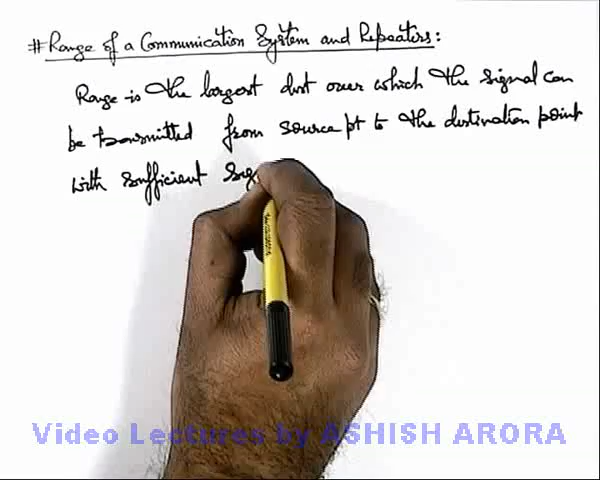 # Range of a Communication System and Repeaters:
Range is the largest dist over which the signal can
be transmitted from source pt to the destination point
with sufficient sig
Video Lectures by ASHISH ARORA